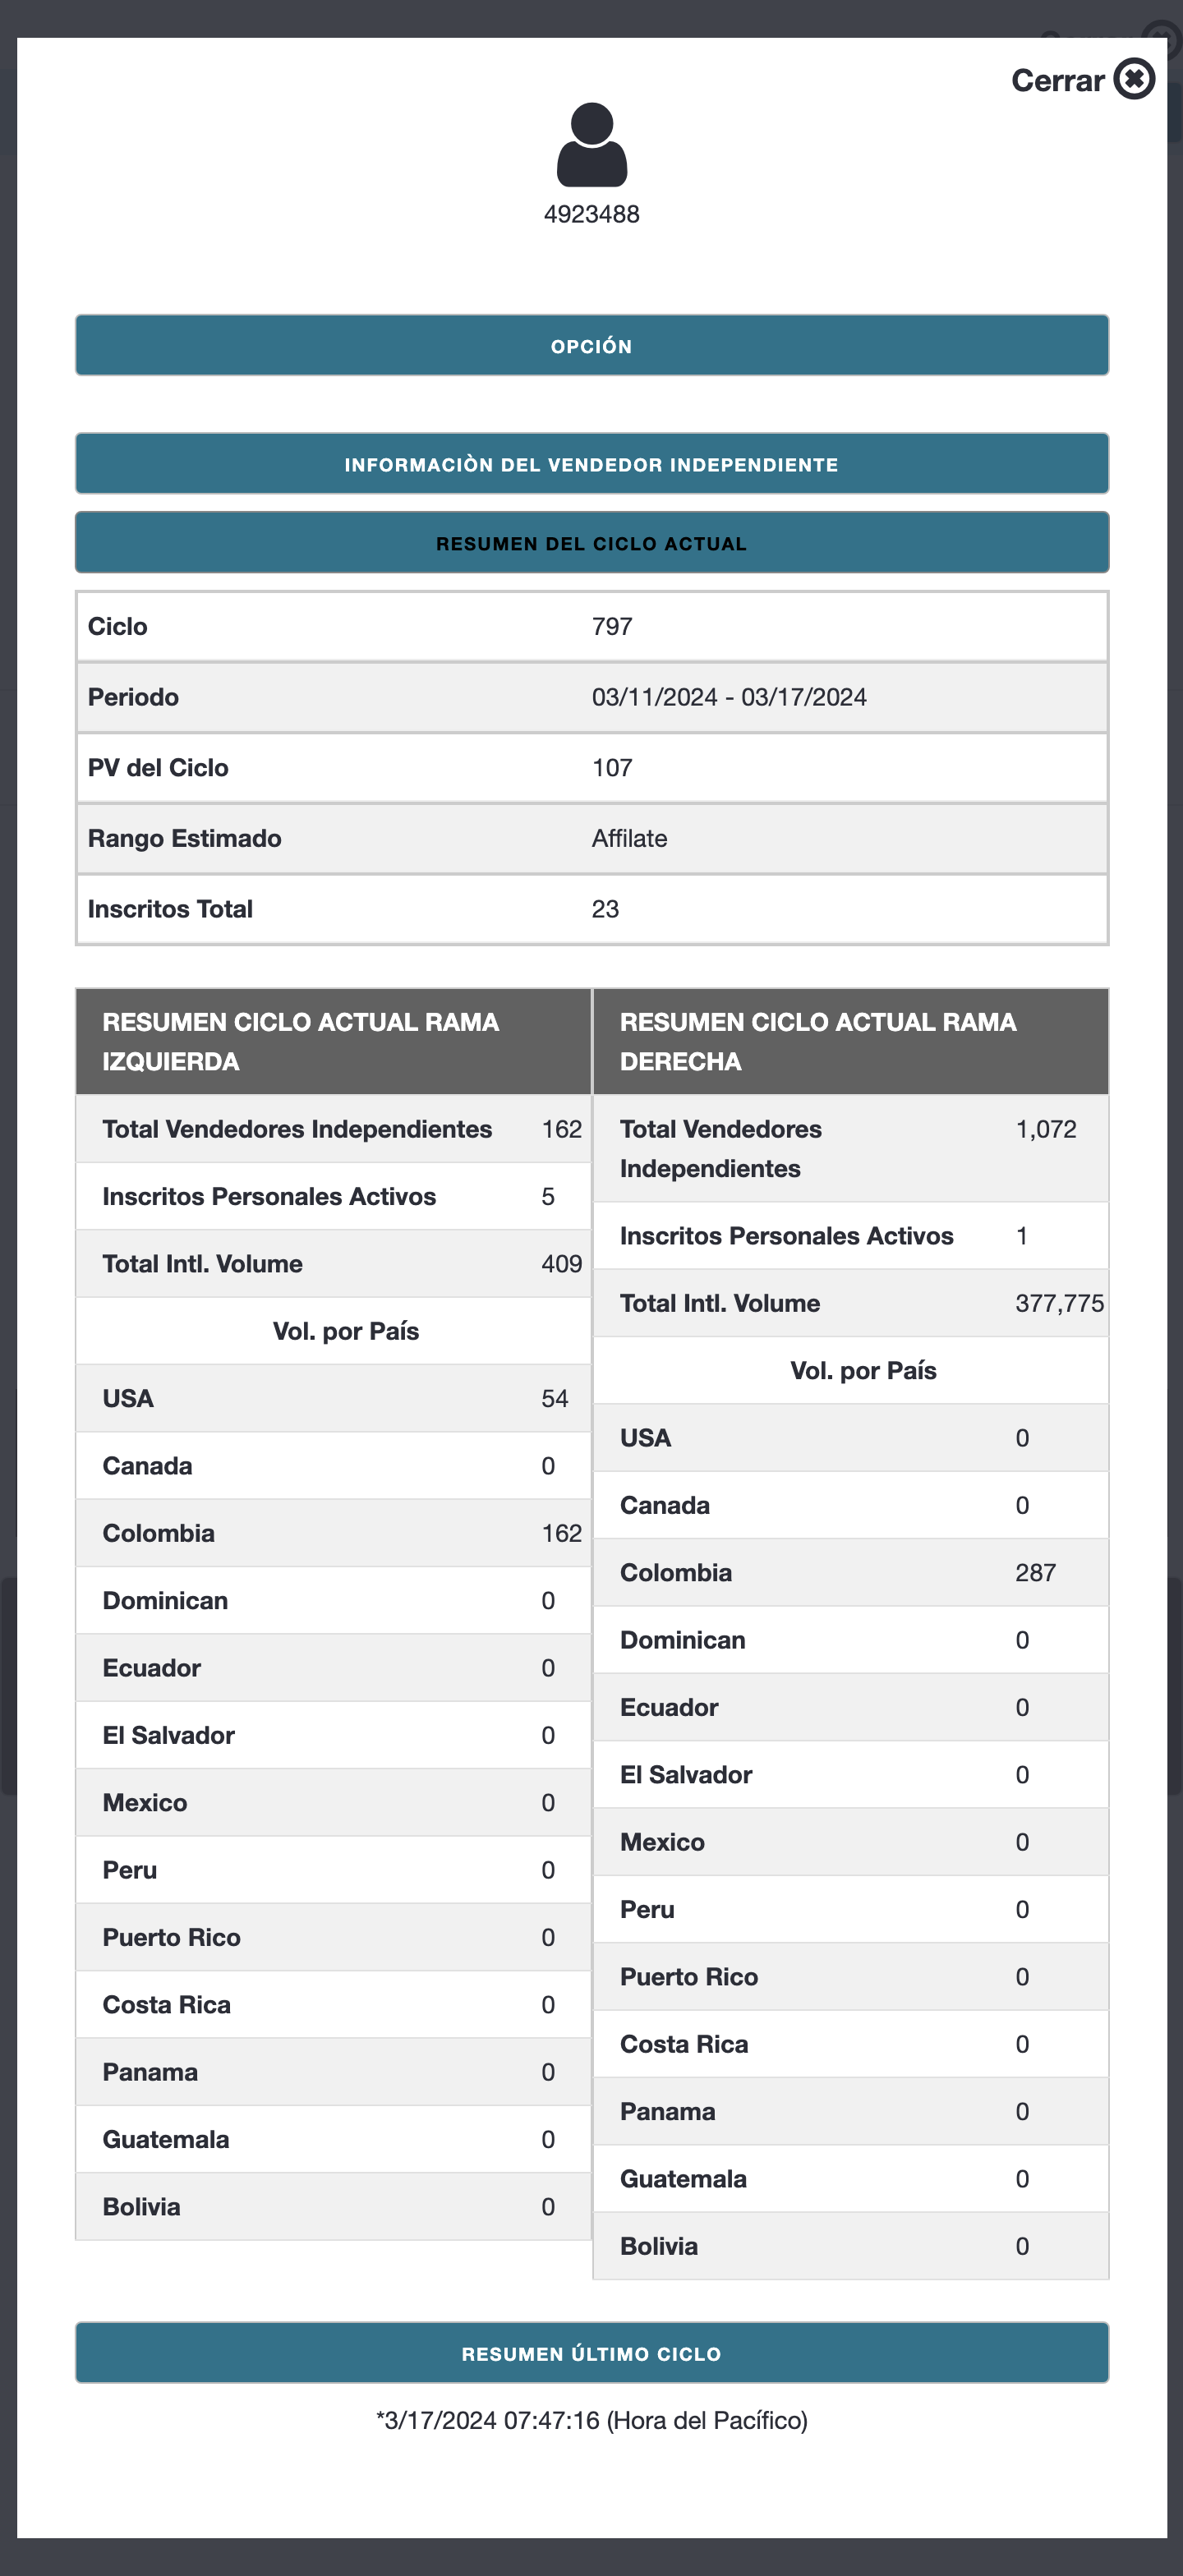 Cerrar
4923488
OPCIÓN
INFORMACIÒN DEL VENDEDOR INDEPENDIENTE
RESUMEN DEL CICLO ACTUAL
Ciclo 797
Periodo 03/11/2024 - 03/17/2024
PV del Ciclo 107
Rango Estimado Affilate
Inscritos Total 23
RESUMEN CICLO ACTUAL RAMA
IZQUIERDA
Total Vendedores Independientes 162
Inscritos Personales Activos 5
Total Intl. Volume 409
Vol. por País
USA 54
Canada 0
Colombia 162
Dominican 0
Ecuador 0
El Salvador 0
Mexico 0
Peru 0
Puerto Rico 0
Costa Rica 0
Panama 0
Guatemala 0
Bolivia 0
RESUMEN CICLO ACTUAL RAMA
DERECHA
Total Vendedores 1,072
Independientes
Inscritos Personales Activos 1
Total Intl. Volume 377,775
Vol. por País
USA 0
Canada 0
Colombia 287
Dominican 0
Ecuador 0
El Salvador 0
Mexico 0
Peru 0
Puerto Rico 0
Costa Rica 0
Panama 0
Guatemala 0
Bolivia 0
RESUMEN ÚLTIMO CICLO
*3/17/2024 07:47:16 (Hora del Pacífico)